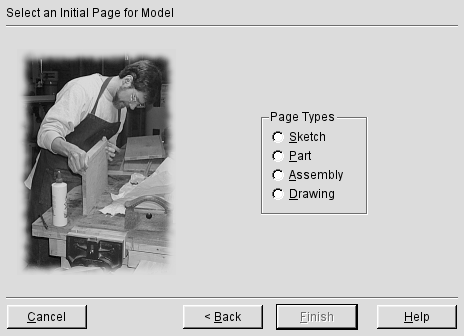 Select an Initial Page for Model
Page Types
Sketch
Part
Assembly
Drawing
Cancel
< Back
Finish
Help